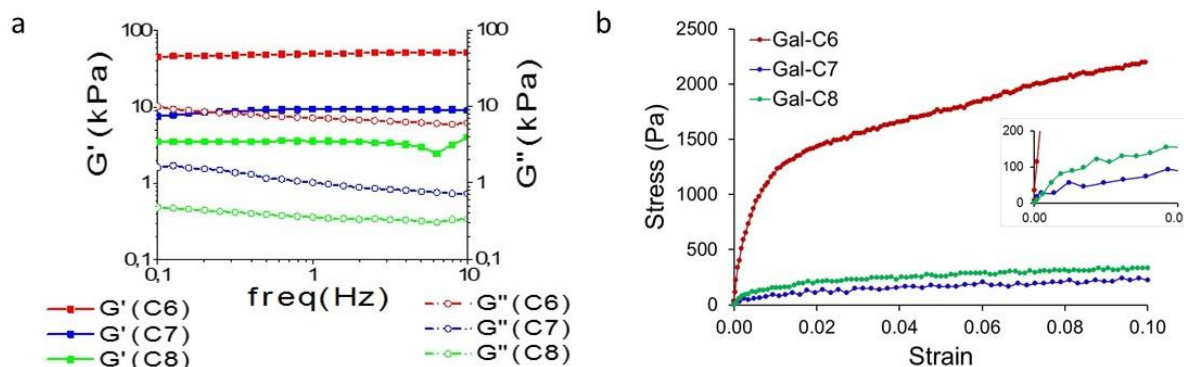 a
100
10
1
0,1
G' (kPa)
100
10
1
0,1
G" (kPa)
0,1
1
10
freq(Hz)
G' (C6)
G' (C7)
G' (C8)
G" (C6)
G" (C7)
G" (C8)
b
2500
2000
1500
1000
500
0
Stress (Pa)
Gal-C6
Gal-C7
Gal-C8
200
100
0
0.00
0.0
0.00
0.02
0.04
0.06
0.08
0.10
Strain